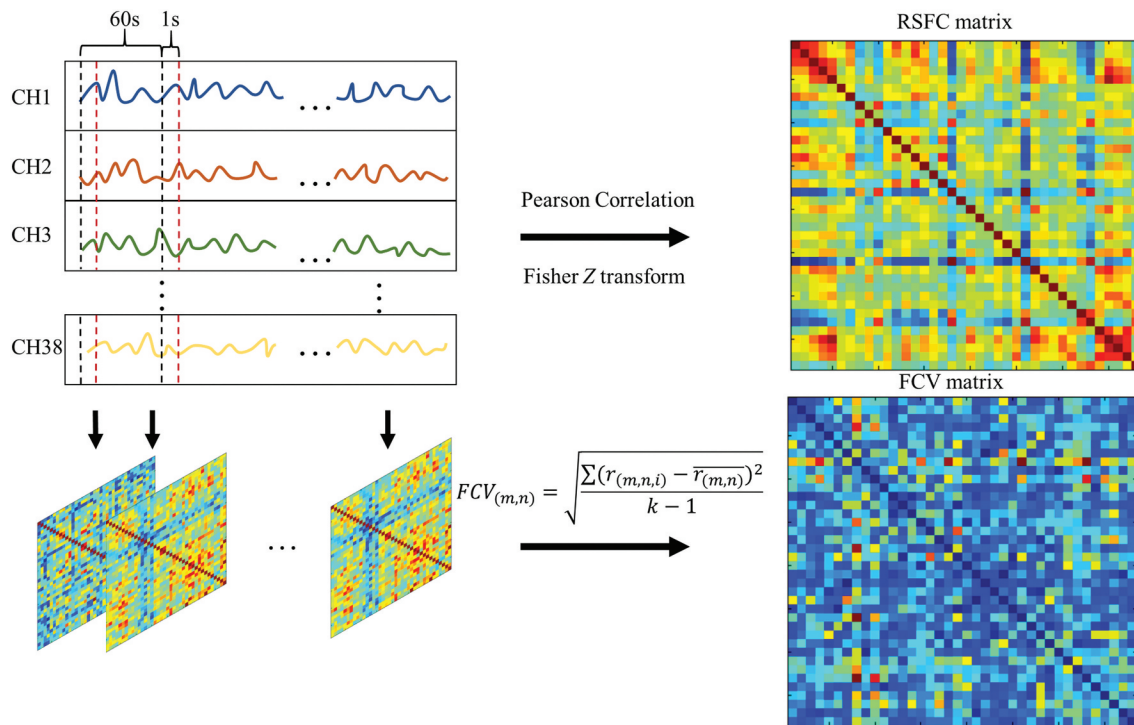 60s
1s
RSFC matrix
CH1
CH2
CH3
CH38
Pearson Correlation
Fisher Z transform
FCV matrix
FCV(m,n) = √(∑(r(m,n,i) − r̅(m,n))² / (k − 1))